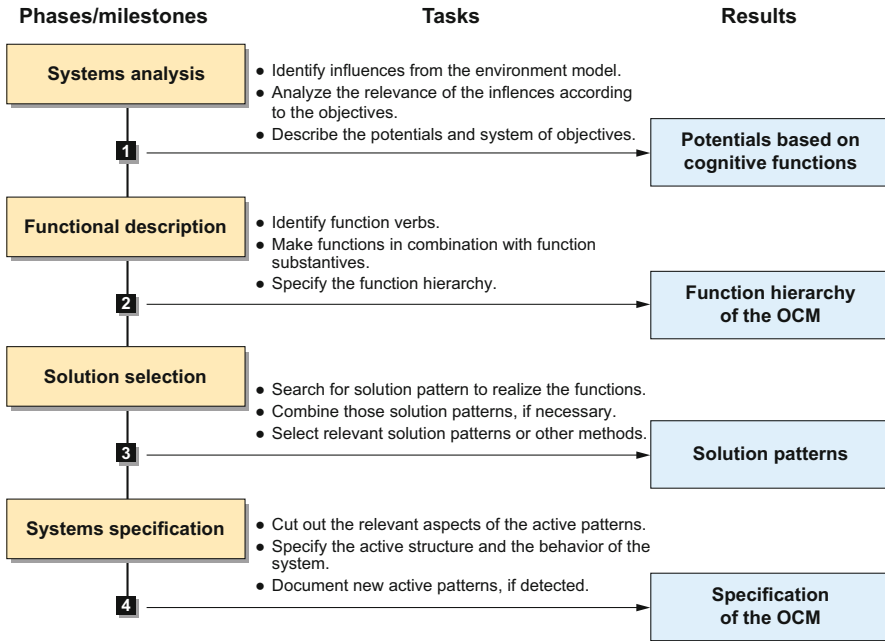 Phases/milestones
Tasks
Results
Systems analysis
● Identify influences from the environment model.
● Analyze the relevance of the inflences according
to the objectives.
● Describe the potentials and system of objectives.
1
Potentials based on
cognitive functions
Functional description
● Identify function verbs.
● Make functions in combination with function
substantives.
● Specify the function hierarchy.
2
Function hierarchy
of the OCM
Solution selection
● Search for solution pattern to realize the functions.
● Combine those solution patterns, if necessary.
● Select relevant solution patterns or other methods.
3
Solution patterns
Systems specification
● Cut out the relevant aspects of the active patterns.
● Specify the active structure and the behavior of the
system.
● Document new active patterns, if detected.
4
Specification
of the OCM